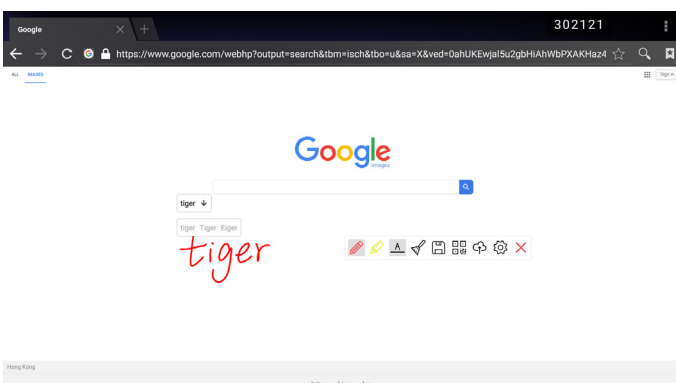 302121
Google
https://www.google.com/webhp?output=search&tbm=isch&tbo=u&sa=X&ved=0ahUKEwjal5u2gbHiAhWbPXAKHaz4
ALL IMAGES
Sign in
Google
images
tiger
tiger Tiger Eiger
tiger
A
Hong Kong